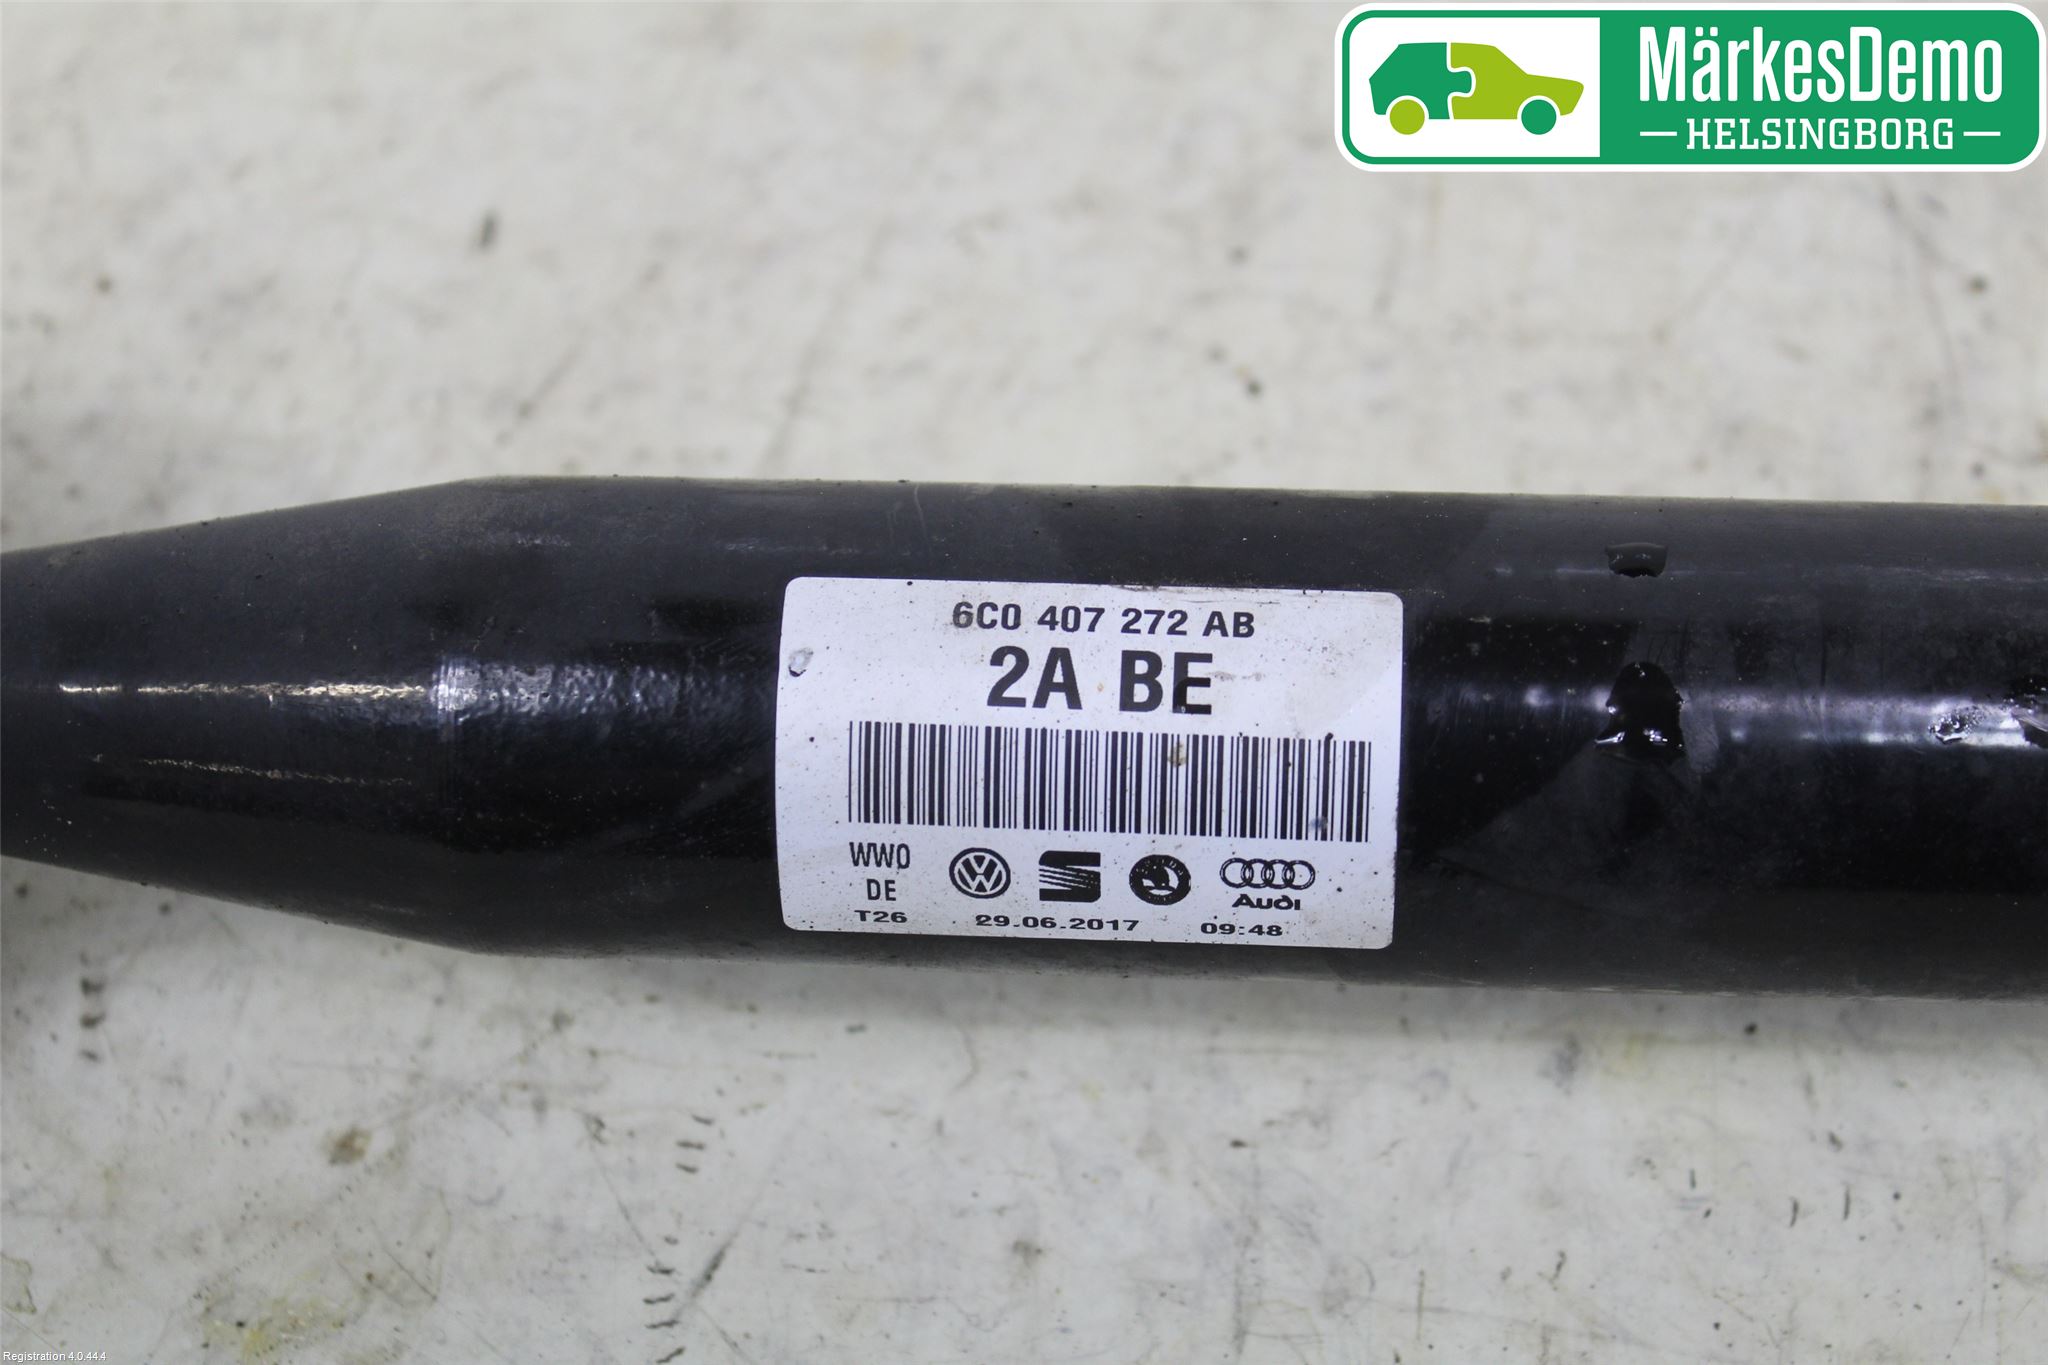 MärkesDemo
HELSINGBORG
6C0 407 272 AB
2A BE
WWO
DE
T26 29.06.2017 09:48
Audi
Registration 4.0.44.4